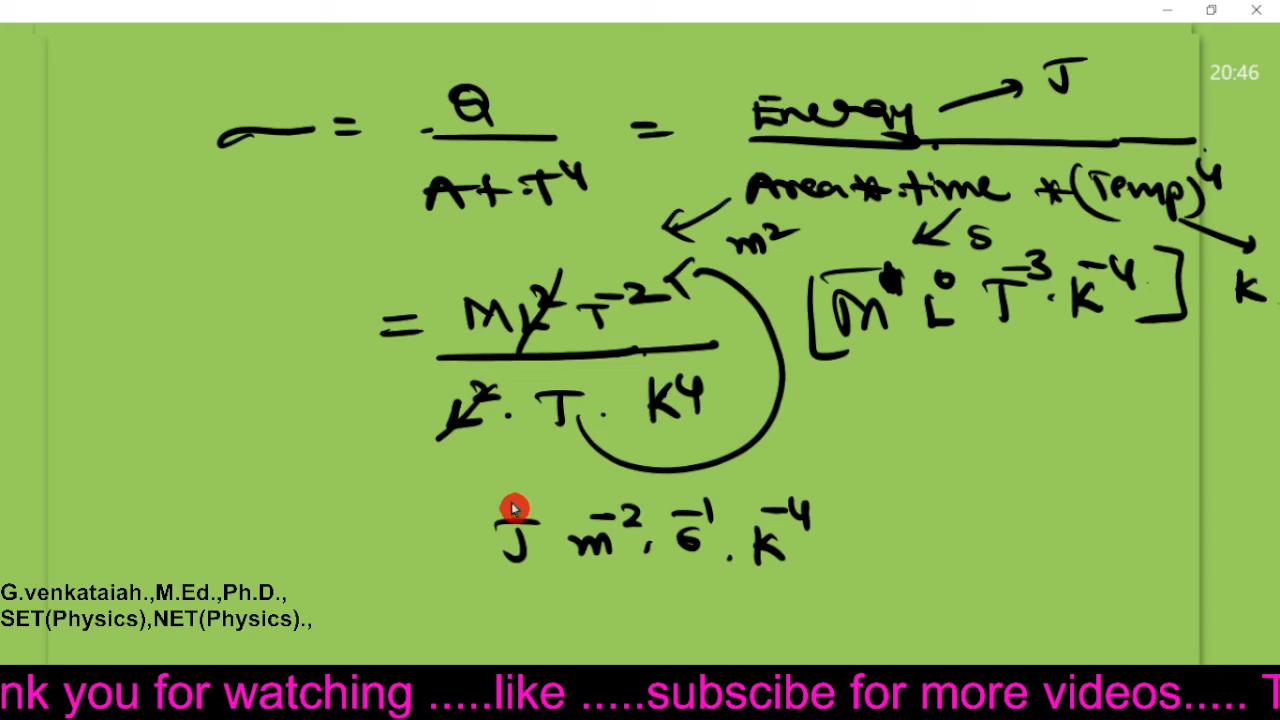 20:46
σ = Q / A t . T⁴ = Energy → J / Area * time * (Temp)⁴
m² s K
= M L² T⁻² / L² . T . K⁴ [M¹ L⁰ T⁻³ . K⁻⁴]
J m⁻² . s⁻¹ . K⁻⁴
G.venkataiah.,M.Ed.,Ph.D.,
SET(Physics),NET(Physics).,
nk you for watching .....like .....subscibe for more videos..... T